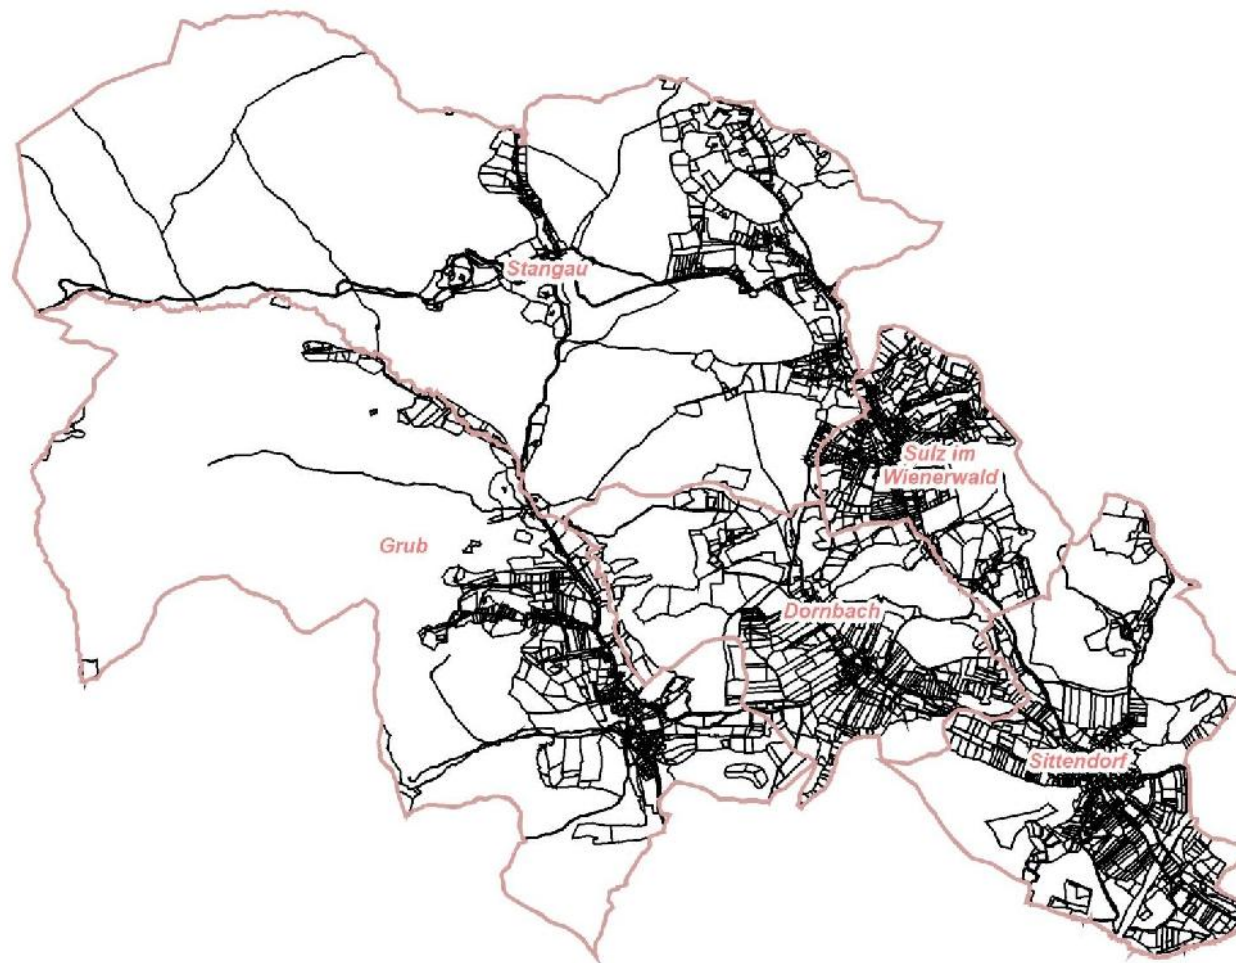 Stangau
Sulz im
Wienerwald
Grub
Dornbach
Sittendorf